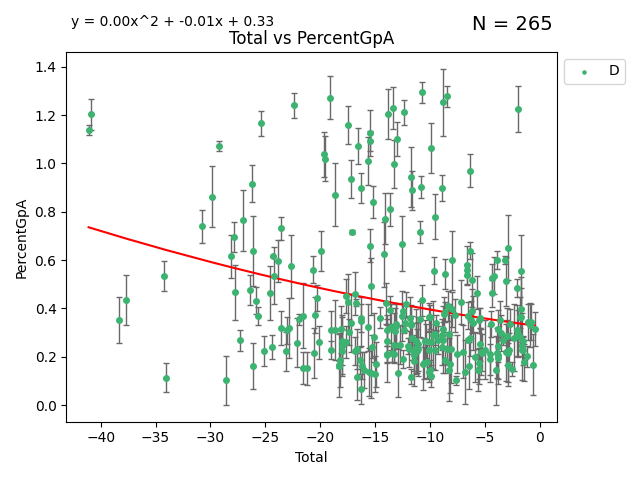 y = 0.00x^2 + -0.01x + 0.33
N = 265
Total vs PercentGpA
D
PercentGpA
1.4
1.2
1.0
0.8
0.6
0.4
0.2
0.0
−40 −35 −30 −25 −20 −15 −10 −5 0
Total